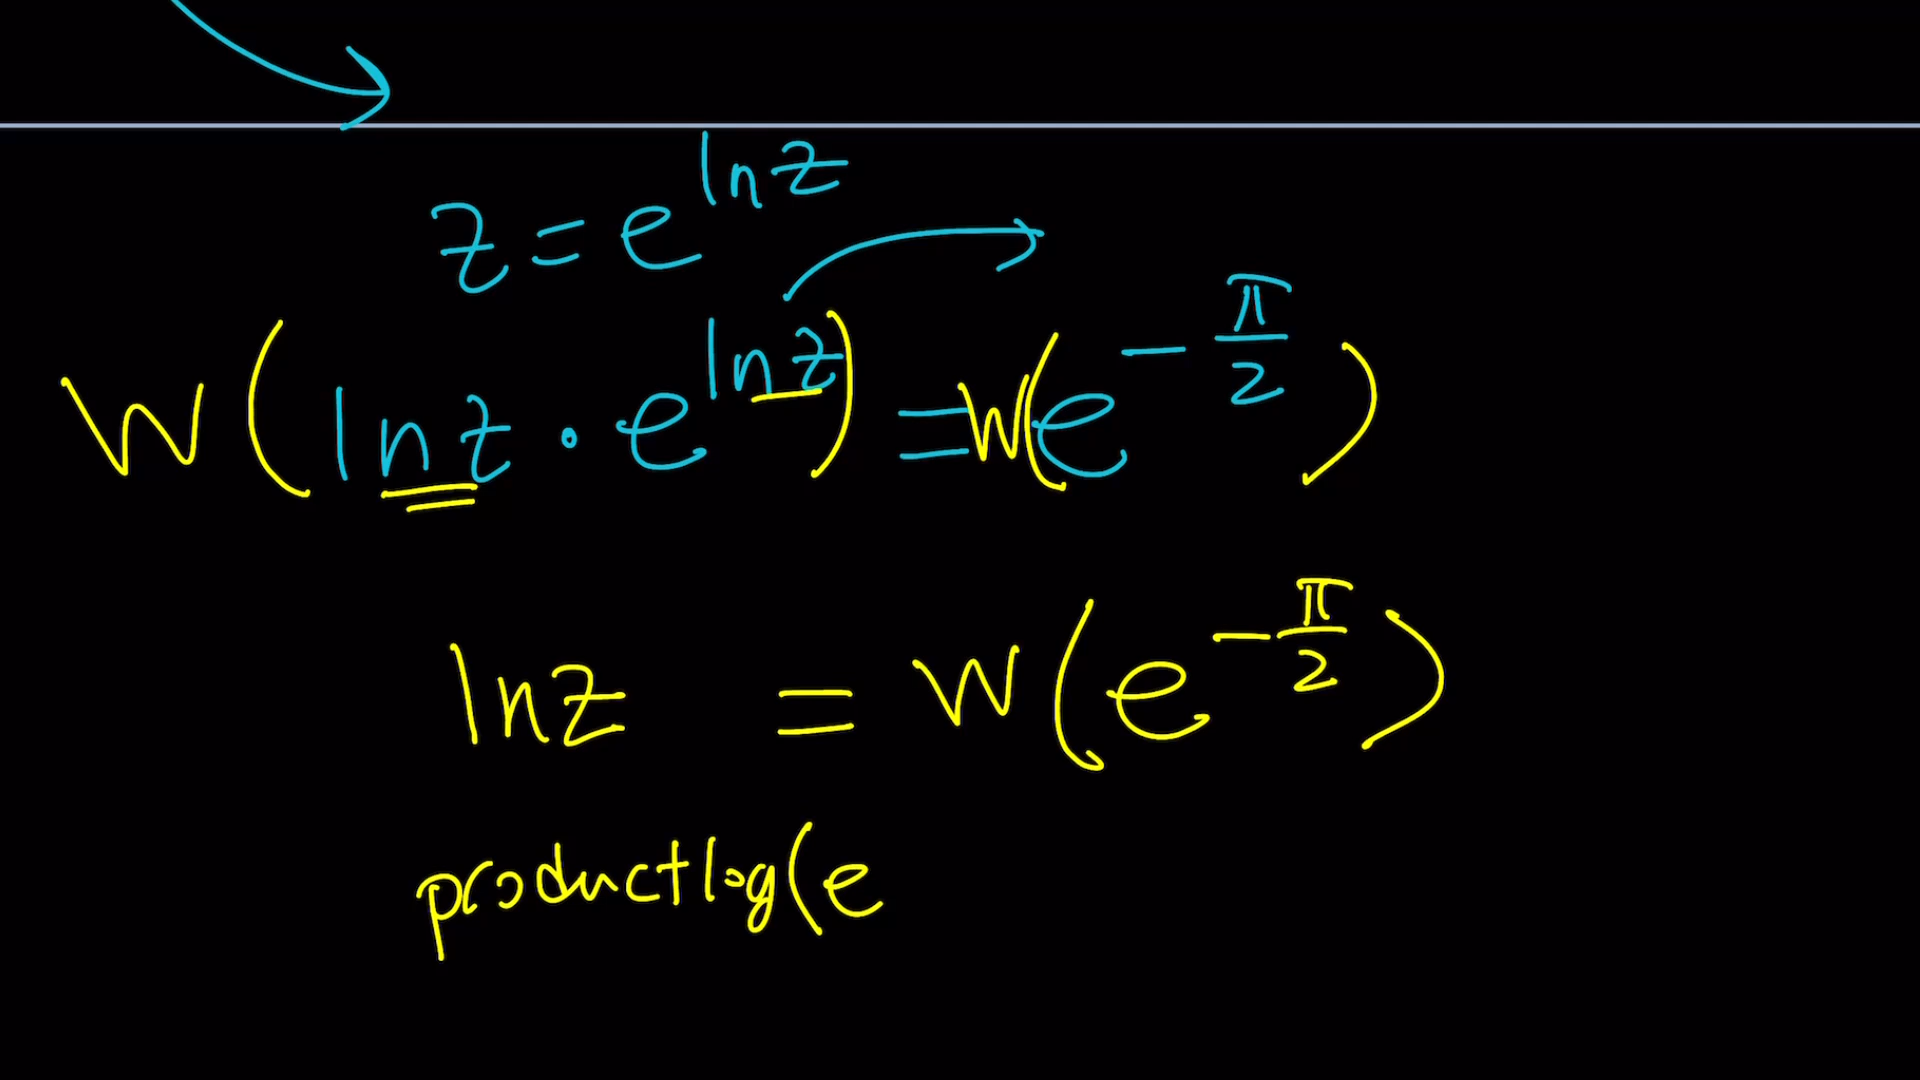 z = e^{ln z}
W(ln z · e^{ln z}) = W(e^{-π/2})
ln z = W(e^{-π/2})
productlog(e